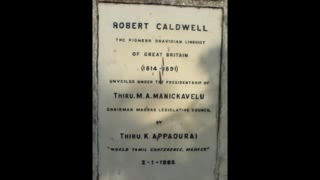 ROBERT CALDWELL
THE PIONEER DRAVIDIAN LINGUIST
OF GREAT BRITAIN
(1814-1891)
UNVEILED UNDER THE PRESIDENTSHIP OF
THIRU. M. A. MANICKAVELU
CHAIRMAN MADRAS LEGISLATIVE COUNCIL
BY
THIRU. K. APPADURAI
"WORLD TAMIL CONFERENCE, MADRAS"
2-1-1968.